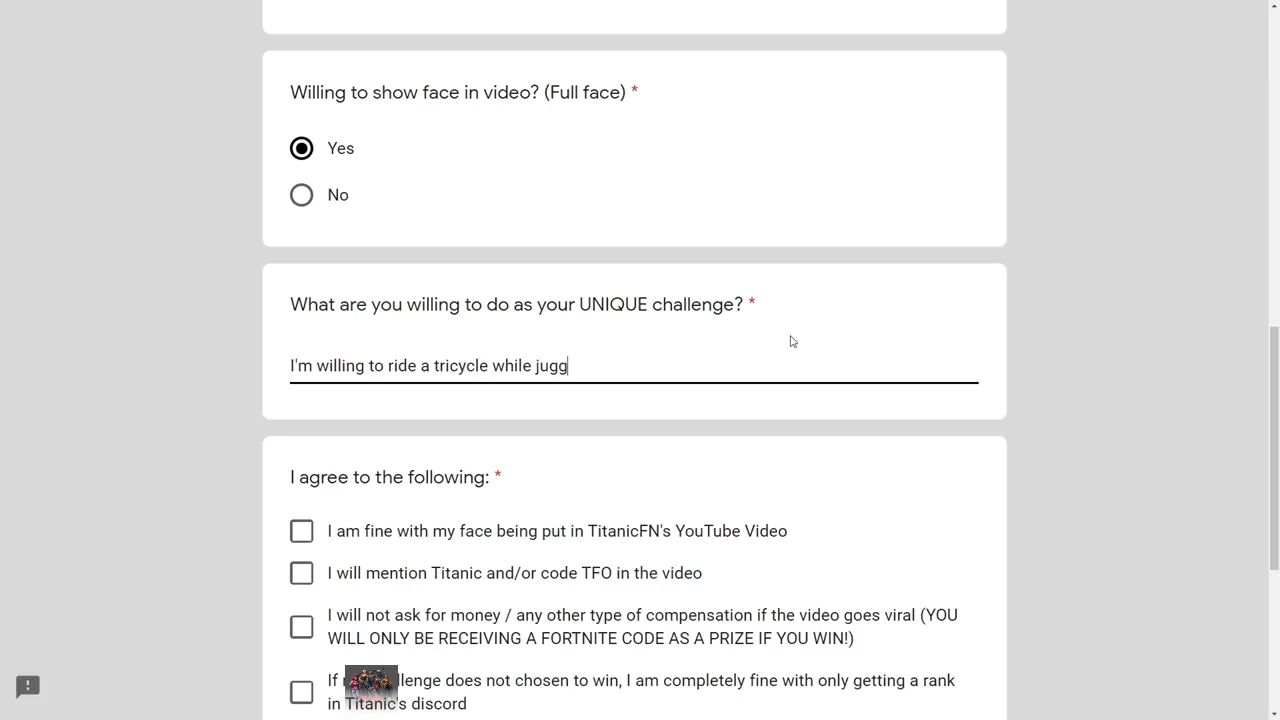 Willing to show face in video? (Full face) *
Yes
No
What are you willing to do as your UNIQUE challenge? *
I'm willing to ride a tricycle while jugg
I agree to the following: *
I am fine with my face being put in TitanicFN's YouTube Video
I will mention Titanic and/or code TFO in the video
I will not ask for money / any other type of compensation if the video goes viral (YOU
WILL ONLY BE RECEIVING A FORTNITE CODE AS A PRIZE IF YOU WIN!)
If does not chosen to win, I am completely fine with only getting a rank
in Titanic's discord